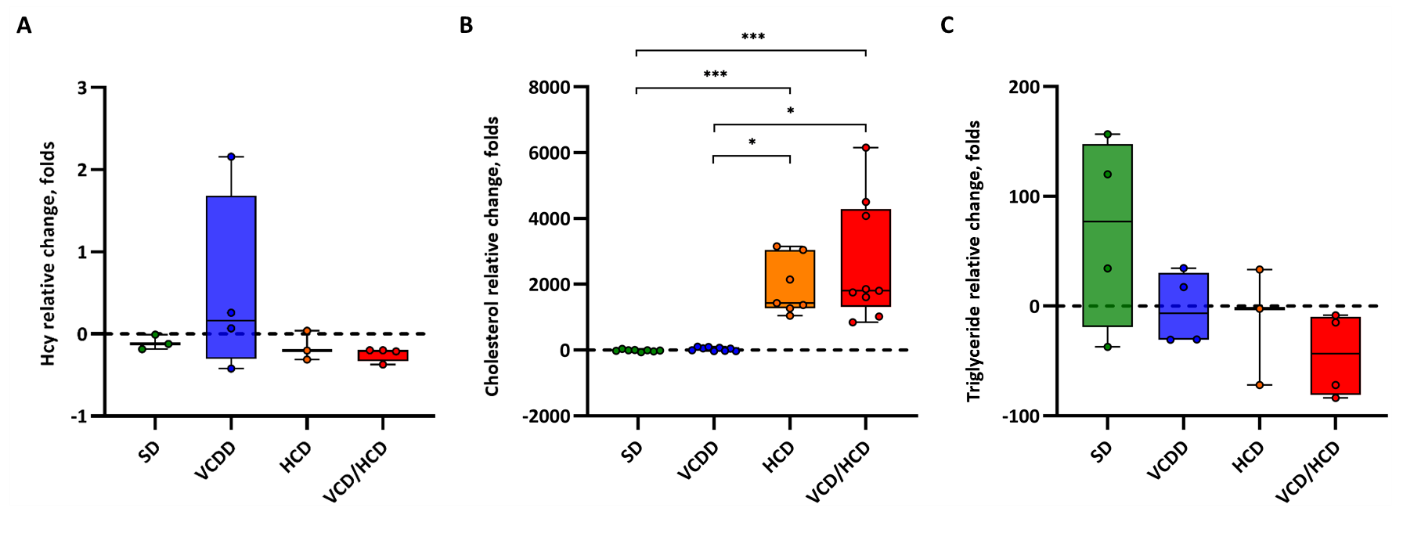 A
B
C
Hcy relative change, folds
3
2
1
0
-1
SD
VCDD
HCD
VCD/HCD
Cholesterol relative change, folds
8000
6000
4000
2000
0
-2000
***
***
*
*
SD
VCDD
HCD
VCD/HCD
Triglyceride relative change, folds
200
100
0
-100
SD
VCDD
HCD
VCD/HCD